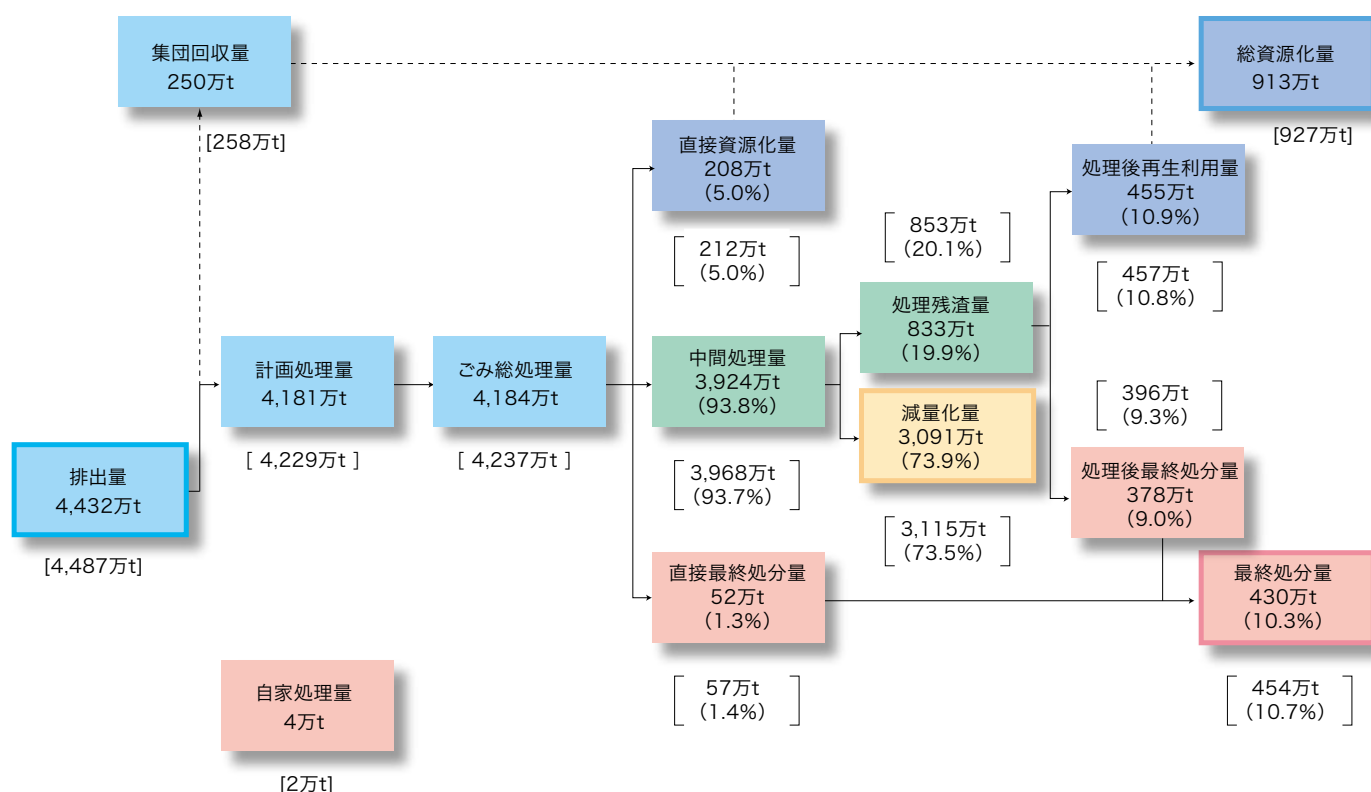 集団回収量
250万t
[258万t]
総資源化量
913万t
[927万t]
直接資源化量
208万t
(5.0%)
212万t
(5.0%)
処理後再生利用量
455万t
(10.9%)
457万t
(10.8%)
853万t
(20.1%)
処理残渣量
833万t
(19.9%)
排出量
4,432万t
[4,487万t]
計画処理量
4,181万t
[ 4,229万t ]
ごみ総処理量
4,184万t
[ 4,237万t ]
中間処理量
3,924万t
(93.8%)
3,968万t
(93.7%)
減量化量
3,091万t
(73.9%)
3,115万t
(73.5%)
396万t
(9.3%)
処理後最終処分量
378万t
(9.0%)
直接最終処分量
52万t
(1.3%)
57万t
(1.4%)
最終処分量
430万t
(10.3%)
454万t
(10.7%)
自家処理量
4万t
[2万t]